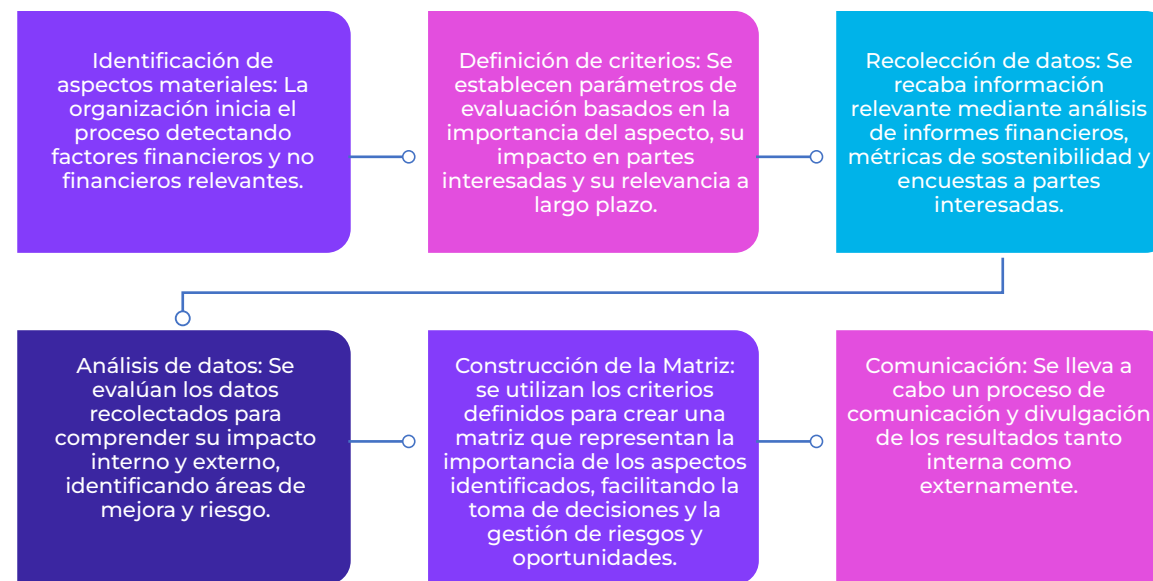 Identificación de
aspectos materiales: La
organización inicia el
proceso detectando
factores financieros y no
financieros relevantes.
Definición de criterios: Se
establecen parámetros de
evaluación basados en la
importancia del aspecto, su
impacto en partes
interesadas y su relevancia a
largo plazo.
Recolección de datos: Se
recaba información
relevante mediante análisis
de informes financieros,
métricas de sostenibilidad y
encuestas a partes
interesadas.
Análisis de datos: Se
evalúan los datos
recolectados para
comprender su impacto
interno y externo,
identificando áreas de
mejora y riesgo.
Construcción de la Matriz:
se utilizan los criterios
definidos para crear una
matriz que representan la
importancia de los aspectos
identificados, facilitando la
toma de decisiones y la
gestión de riesgos y
oportunidades.
Comunicación: Se lleva a
cabo un proceso de
comunicación y divulgación
de los resultados tanto
interna como
externamente.